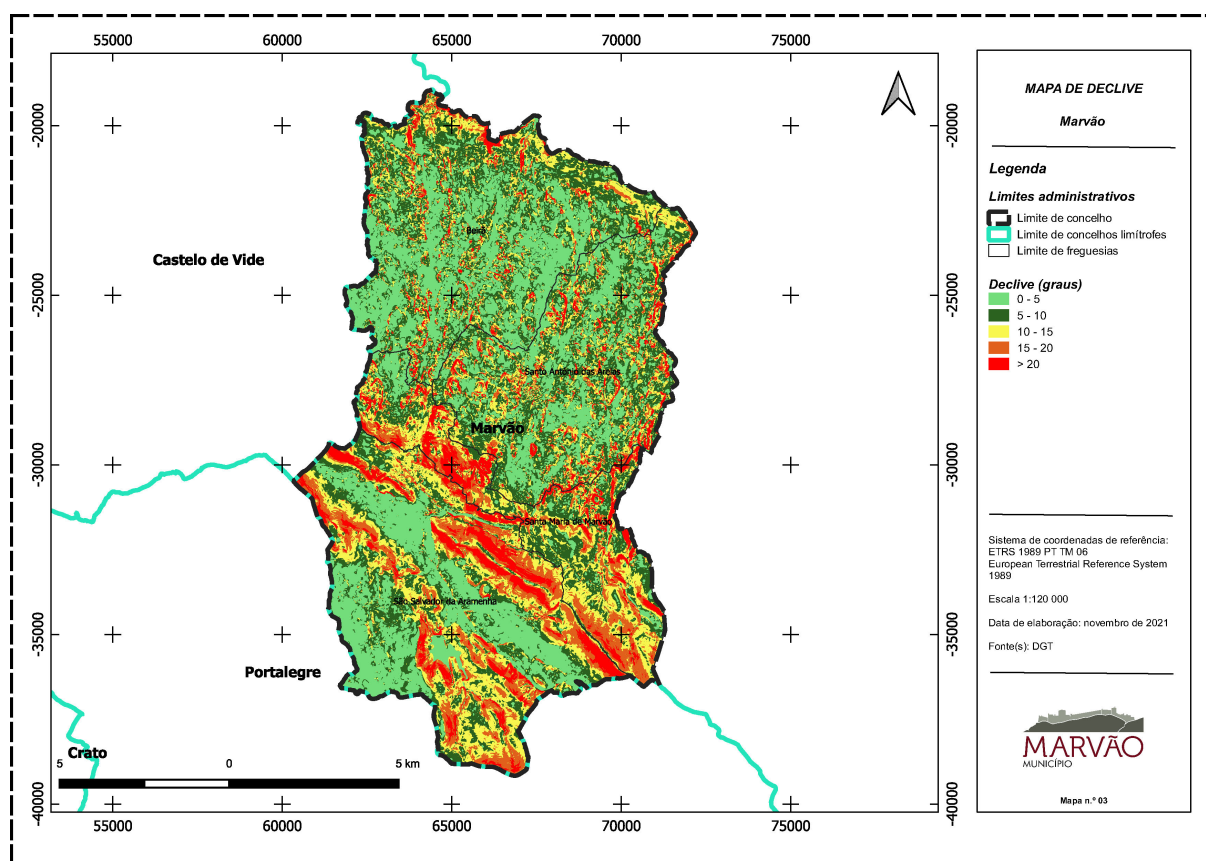 55000 60000 65000 70000 75000
-20000 -20000
-25000 -25000
-30000 -30000
-35000 -35000
-40000 -40000
Castelo de Vide
Beirã
Santo António das Areias
Marvão
Santa Maria de Marvão
São Salvador da Aramenha
Portalegre
Crato
5 0 5 km
55000 60000 65000 70000 75000
MAPA DE DECLIVE
Marvão
Legenda
Limites administrativos
Limite de concelho
Limite de concelhos limítrofes
Limite de freguesias
Declive (graus)
0 - 5
5 - 10
10 - 15
15 - 20
> 20
Sistema de coordenadas de referência:
ETRS 1989 PT TM 06
European Terrestrial Reference System
1989
Escala 1:120 000
Data de elaboração: novembro de 2021
Fonte(s): DGT
MARVÃO
MUNICÍPIO
Mapa n.º 03